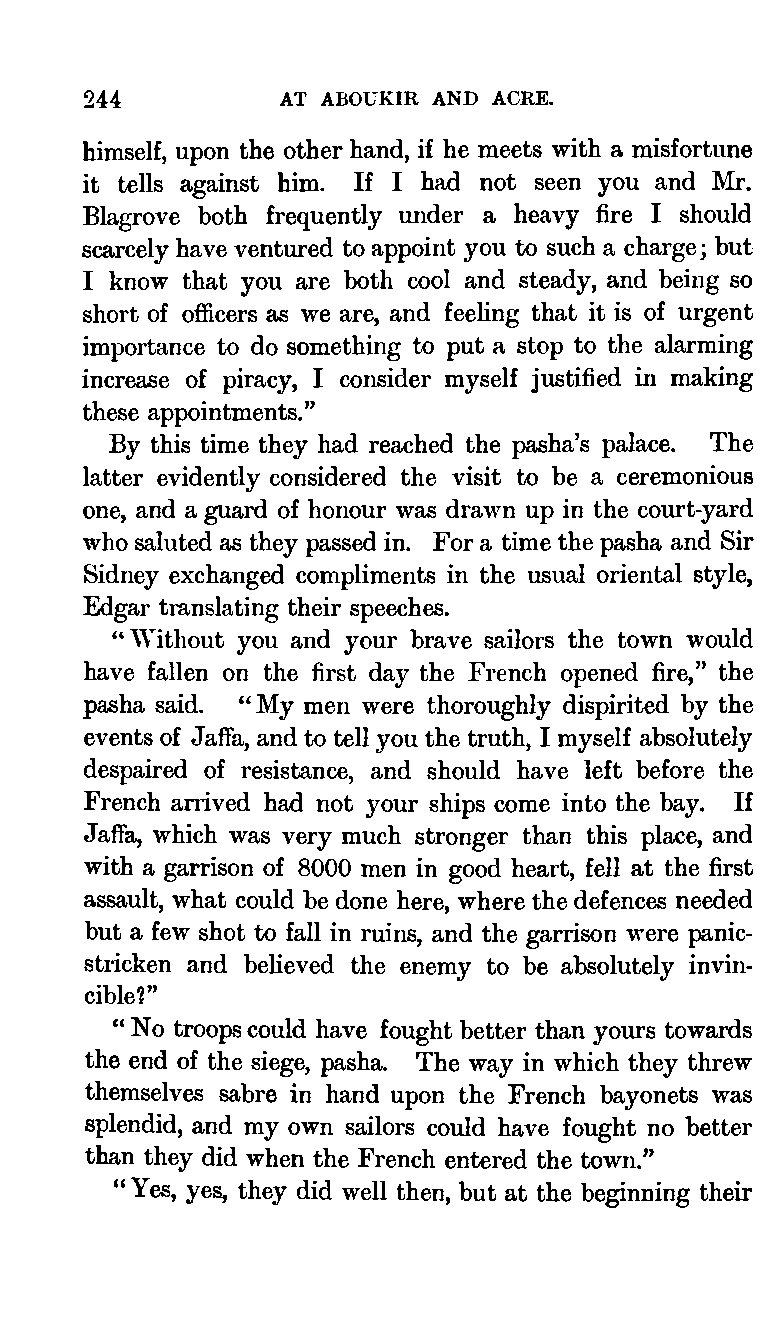 244 AT ABOUKIR AND ACRE.
himself, upon the other hand, if he meets with a misfortune
it tells against him. If I had not seen you and Mr.
Blagrove both frequently under a heavy fire I should
scarcely have ventured to appoint you to such a charge; but
I know that you are both cool and steady, and being so
short of officers as we are, and feeling that it is of urgent
importance to do something to put a stop to the alarming
increase of piracy, I consider myself justified in making
these appointments."
By this time they had reached the pasha's palace. The
latter evidently considered the visit to be a ceremonious
one, and a guard of honour was drawn up in the court-yard
who saluted as they passed in. For a time the pasha and Sir
Sidney exchanged compliments in the usual oriental style,
Edgar translating their speeches.
"Without you and your brave sailors the town would
have fallen on the first day the French opened fire," the
pasha said. "My men were thoroughly dispirited by the
events of Jaffa, and to tell you the truth, I myself absolutely
despaired of resistance, and should have left before the
French arrived had not your ships come into the bay. If
Jaffa, which was very much stronger than this place, and
with a garrison of 8000 men in good heart, fell at the first
assault, what could be done here, where the defences needed
but a few shot to fall in ruins, and the garrison were panic-
stricken and believed the enemy to be absolutely invin-
cible?"
"No troops could have fought better than yours towards
the end of the siege, pasha. The way in which they threw
themselves sabre in hand upon the French bayonets was
splendid, and my own sailors could have fought no better
than they did when the French entered the town."
"Yes, yes, they did well then, but at the beginning their